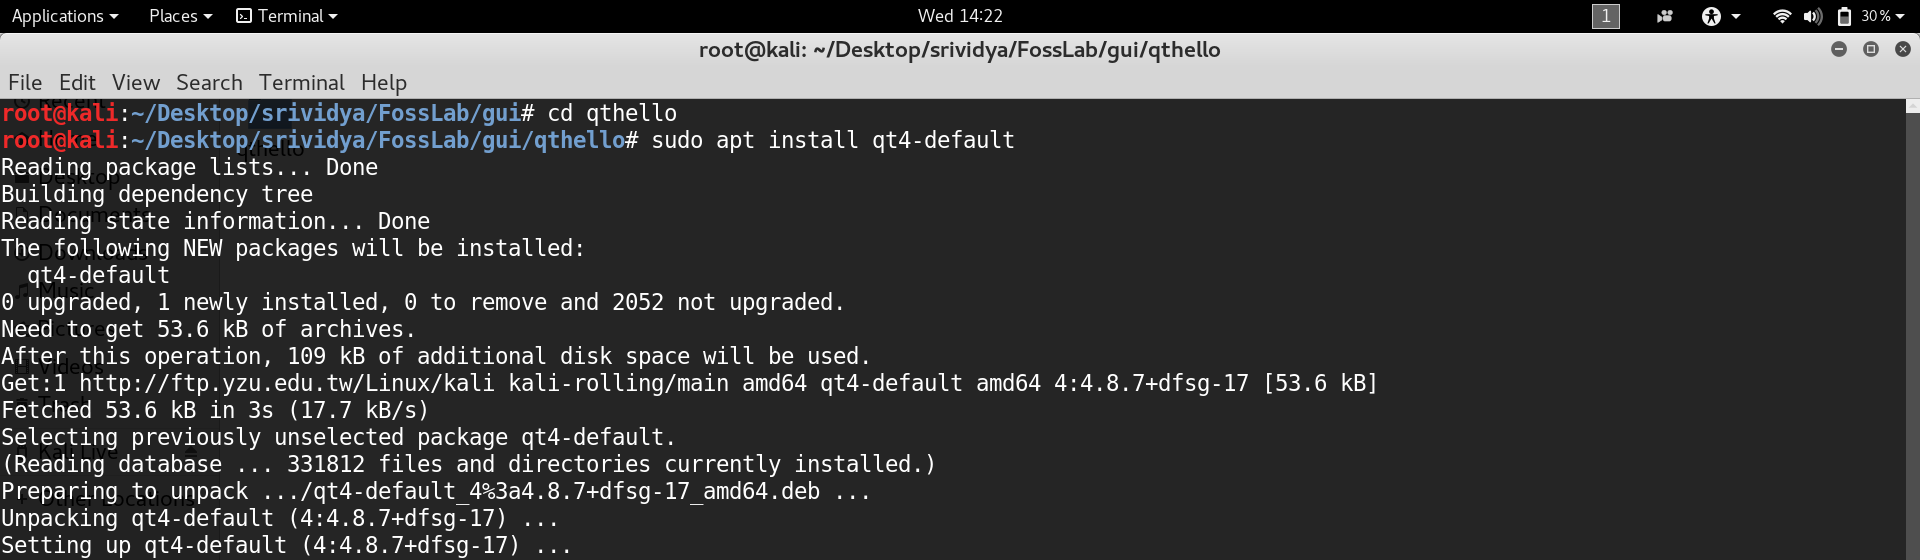 Applications Places Terminal Wed 14:22 1 30%
root@kali: ~/Desktop/srividya/FossLab/gui/qthello
File Edit View Search Terminal Help
root@kali:~/Desktop/srividya/FossLab/gui# cd qthello
root@kali:~/Desktop/srividya/FossLab/gui/qthello# sudo apt install qt4-default
Reading package lists... Done
Building dependency tree
Reading state information... Done
The following NEW packages will be installed:
  qt4-default
0 upgraded, 1 newly installed, 0 to remove and 2052 not upgraded.
Need to get 53.6 kB of archives.
After this operation, 109 kB of additional disk space will be used.
Get:1 http://ftp.yzu.edu.tw/Linux/kali kali-rolling/main amd64 qt4-default amd64 4:4.8.7+dfsg-17 [53.6 kB]
Fetched 53.6 kB in 3s (17.7 kB/s)
Selecting previously unselected package qt4-default.
(Reading database ... 331812 files and directories currently installed.)
Preparing to unpack .../qt4-default_4%3a4.8.7+dfsg-17_amd64.deb ...
Unpacking qt4-default (4:4.8.7+dfsg-17) ...
Setting up qt4-default (4:4.8.7+dfsg-17) ...